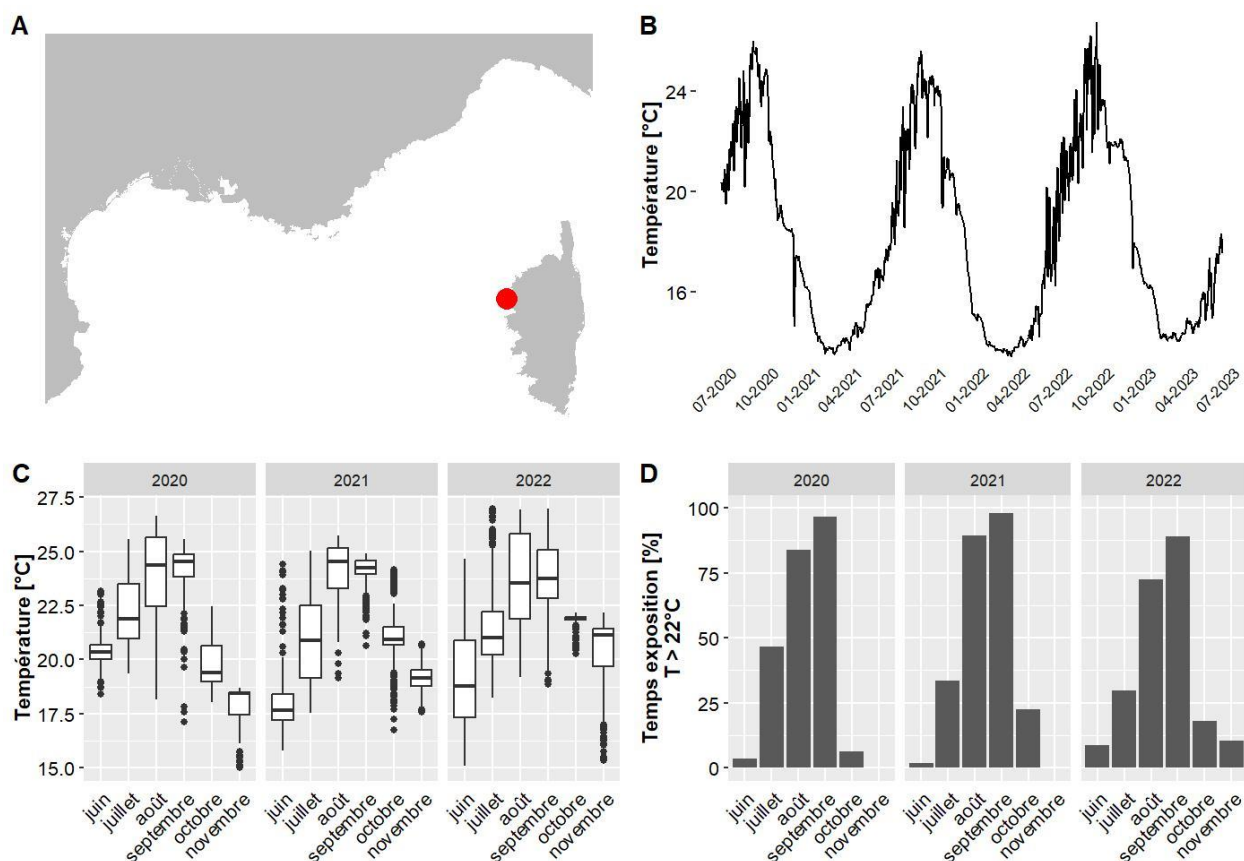 A
B
Température [°C]
24
20
16
07-2020
10-2020
01-2021
04-2021
07-2021
10-2021
01-2022
04-2022
07-2022
10-2022
01-2023
04-2023
07-2023
C
2020
2021
2022
Température [°C]
27.5
25.0
22.5
20.0
17.5
15.0
juin
juillet
août
septembre
octobre
novembre
juin
juillet
août
septembre
octobre
novembre
juin
juillet
août
septembre
octobre
novembre
D
2020
2021
2022
Temps exposition [%]
T > 22°C
100
75
50
25
0
juin
juillet
août
septembre
octobre
novembre
juin
juillet
août
septembre
octobre
novembre
juin
juillet
août
septembre
octobre
novembre